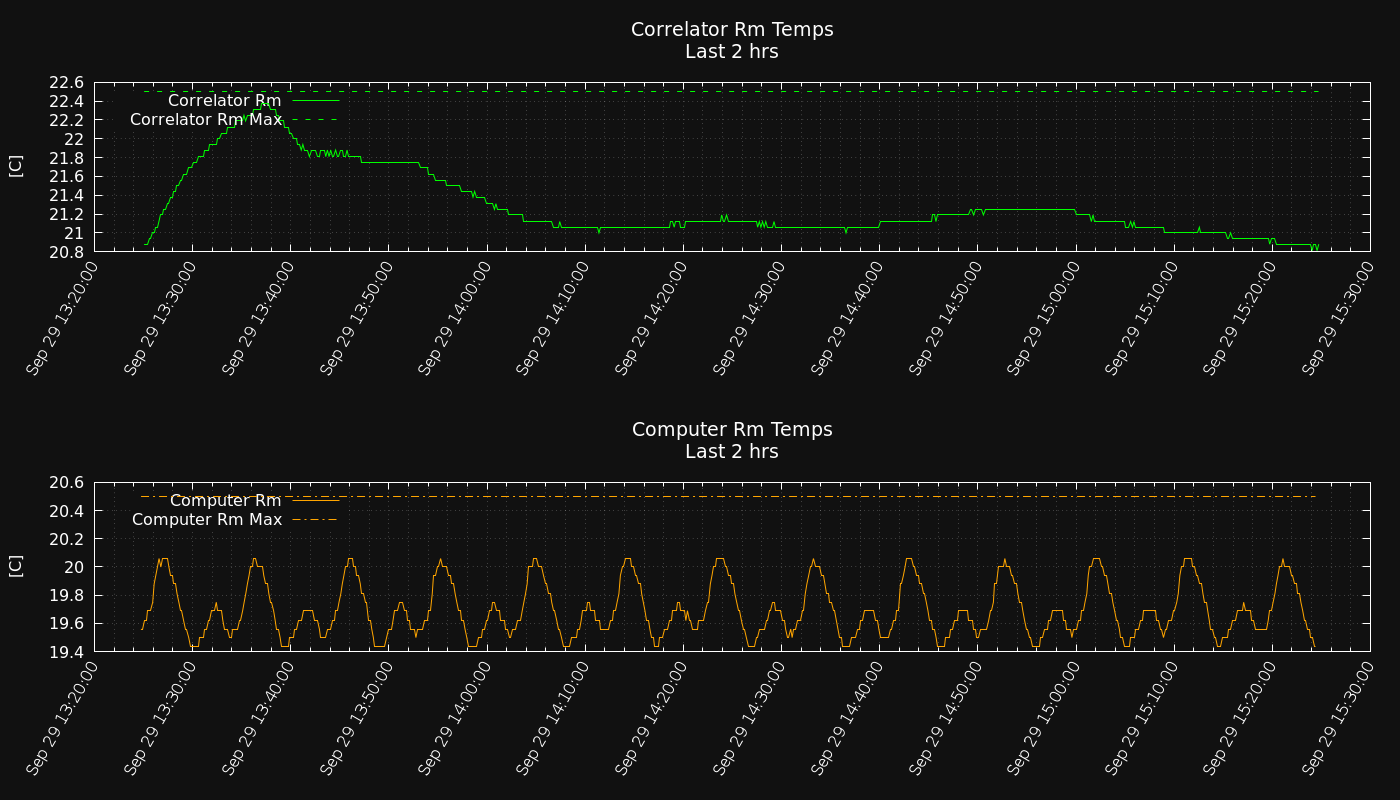 Correlator Rm Temps
Last 2 hrs
22.6
22.4
22.2
22
21.8
21.6
21.4
21.2
21
20.8
[C]
Correlator Rm
Correlator Rm Max
Sep 29 13:20:00
Sep 29 13:30:00
Sep 29 13:40:00
Sep 29 13:50:00
Sep 29 14:00:00
Sep 29 14:10:00
Sep 29 14:20:00
Sep 29 14:30:00
Sep 29 14:40:00
Sep 29 14:50:00
Sep 29 15:00:00
Sep 29 15:10:00
Sep 29 15:20:00
Sep 29 15:30:00
Computer Rm Temps
Last 2 hrs
20.6
20.4
20.2
20
19.8
19.6
19.4
[C]
Computer Rm
Computer Rm Max
Sep 29 13:20:00
Sep 29 13:30:00
Sep 29 13:40:00
Sep 29 13:50:00
Sep 29 14:00:00
Sep 29 14:10:00
Sep 29 14:20:00
Sep 29 14:30:00
Sep 29 14:40:00
Sep 29 14:50:00
Sep 29 15:00:00
Sep 29 15:10:00
Sep 29 15:20:00
Sep 29 15:30:00